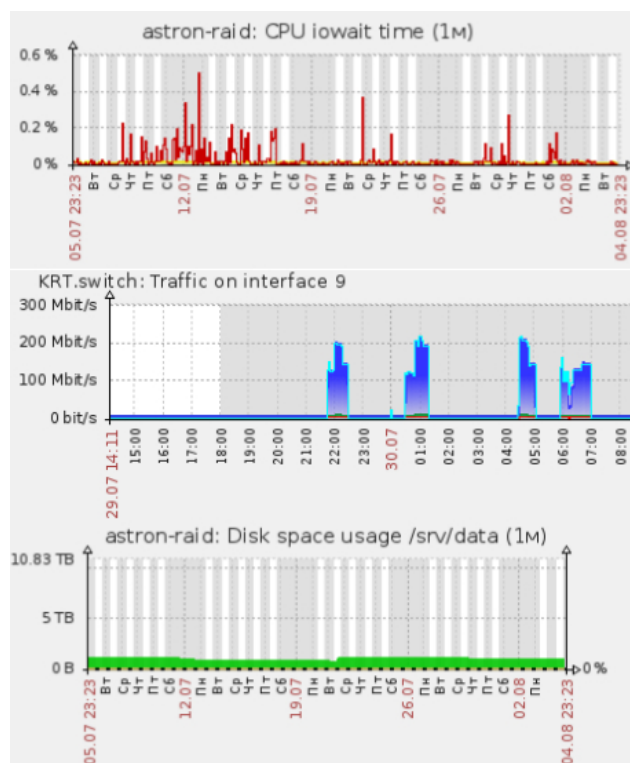 astron-raid: CPU iowait time (1м)
0.6 %
0.4 %
0.2 %
0 %
05.07 23:23 Вт Ср Чт Пт Сб 12.07 Пн Вт Ср Чт Пт Сб 19.07 Пн Вт Ср Чт Пт Сб 26.07 Пн Вт Ср Чт Пт Сб 02.08 Пн Вт 04.08 23:23
KRT.switch: Traffic on interface 9
300 Mbit/s
200 Mbit/s
100 Mbit/s
0 bit/s
29.07 14:11 15:00 16:00 17:00 18:00 19:00 20:00 21:00 22:00 23:00 30.07 01:00 02:00 03:00 04:00 05:00 06:00 07:00 08:00
astron-raid: Disk space usage /srv/data (1м)
10.83 TB
5 TB
0 B
0 %
05.07 23:23 Вт Ср Чт Пт Сб 12.07 Пн Вт Ср Чт Пт Сб 19.07 Вт Ср Чт Пт Сб 26.07 Пн Вт Ср Чт Пт Сб 02.08 Пн 04.08 23:23